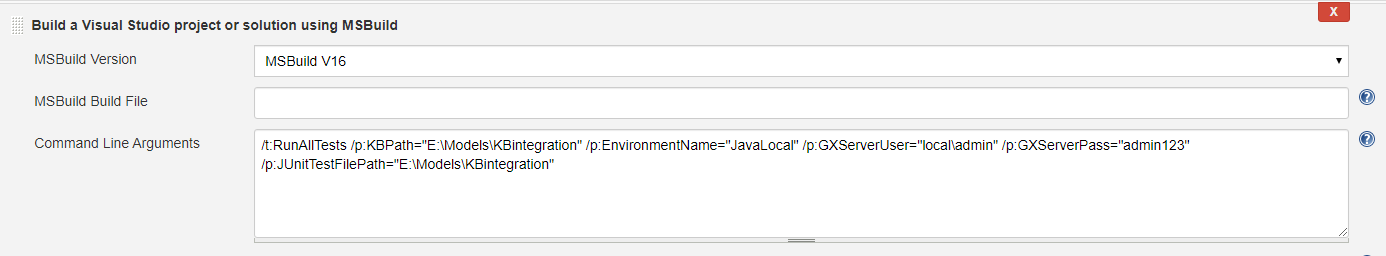 X
Build a Visual Studio project or solution using MSBuild
MSBuild Version
MSBuild V16
MSBuild Build File
?
Command Line Arguments
/t:RunAllTests /p:KBPath="E:\Models\KBintegration" /p:EnvironmentName="JavaLocal" /p:GXServerUser="local\admin" /p:GXServerPass="admin123"
/p:JUnitTestFilePath="E:\Models\KBintegration"
?